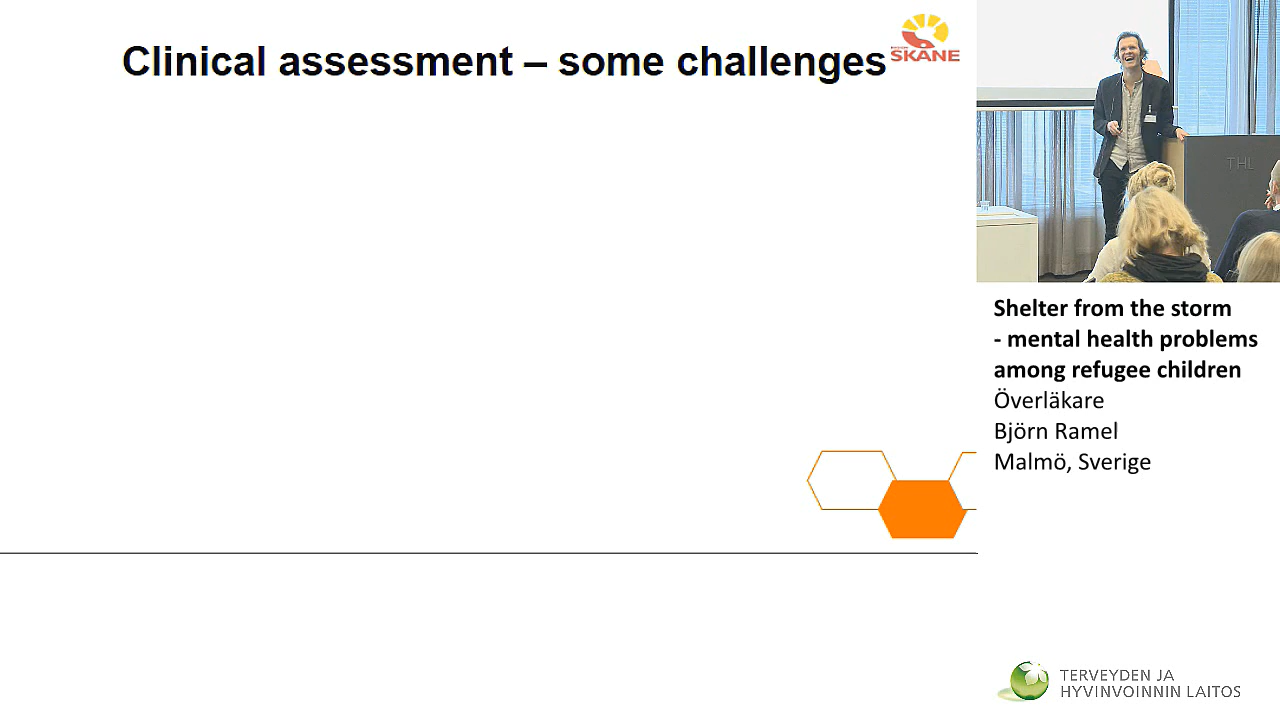 Clinical assessment – some challenges
SKÅNE
THL
Shelter from the storm
- mental health problems
among refugee children
Överläkare
Björn Ramel
Malmö, Sverige
TERVEYDEN JA
HYVINVOINNIN LAITOS